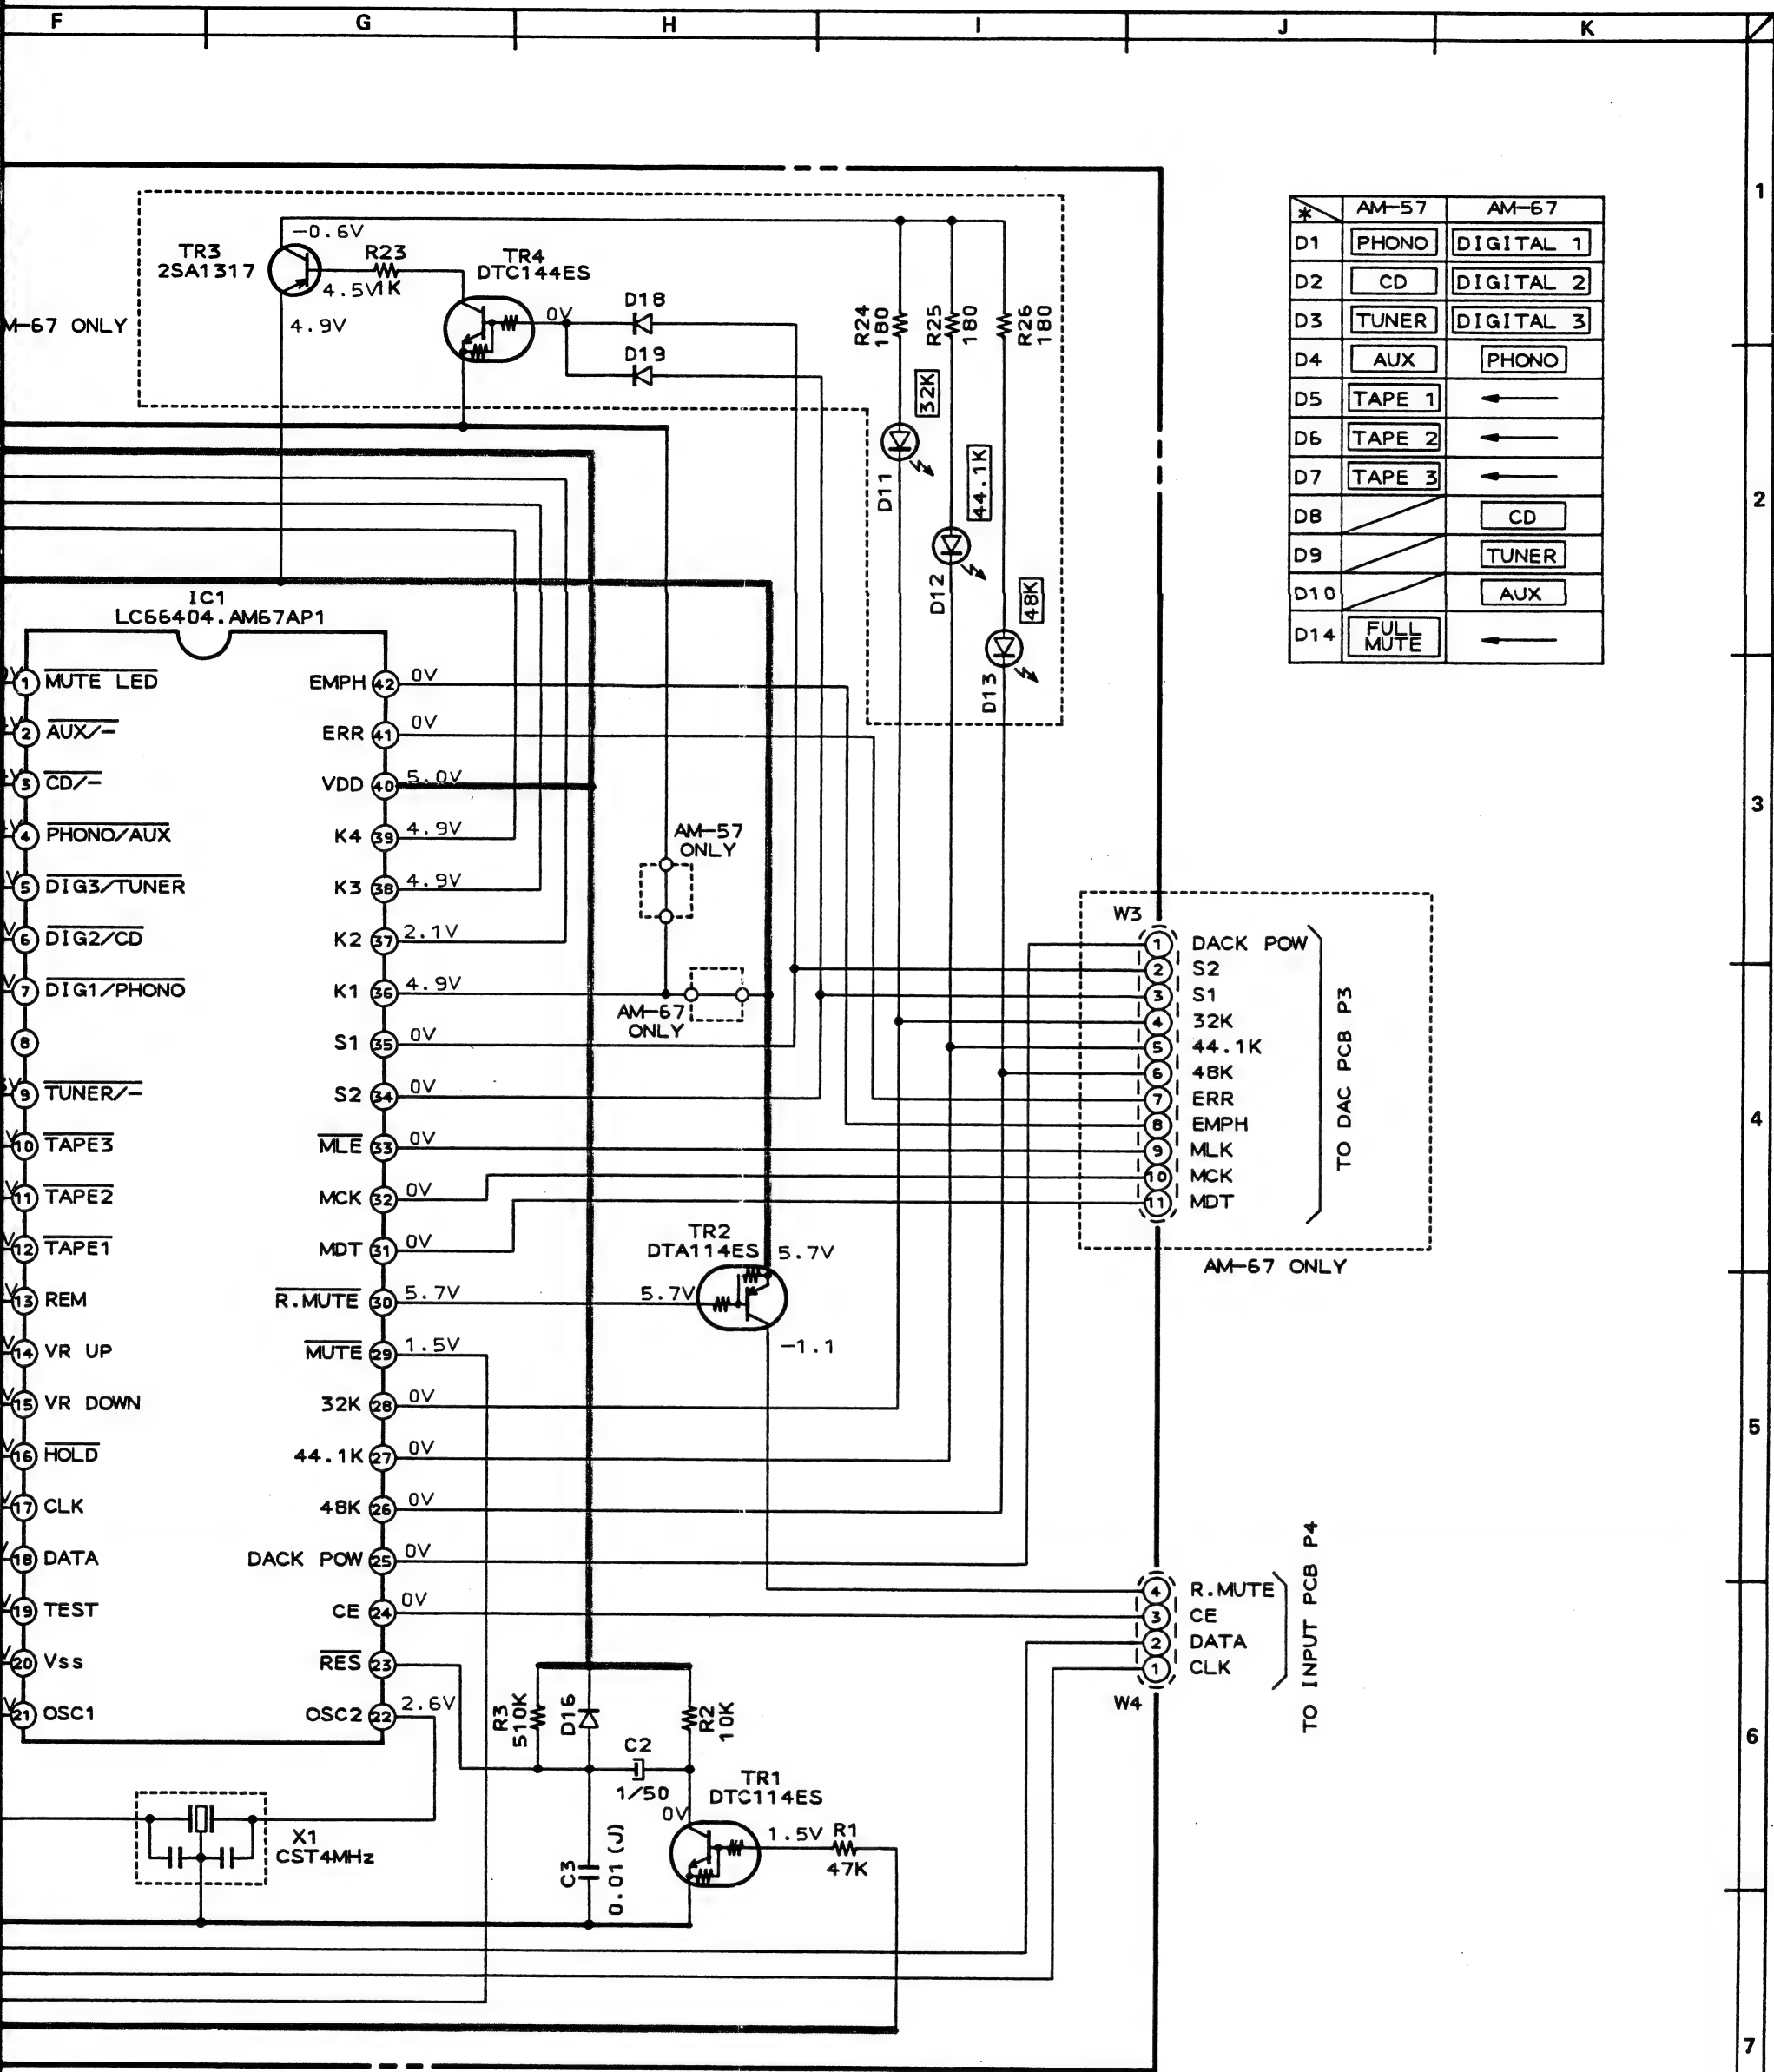 F G H I J K
1
2
3
4
5
6
7
-0.6V
TR3
2SA1317
R23
4.5V 1K
4.9V
TR4
DTC144ES
0V
D18
D19
R24
180
R25
180
R26
180
M-67 ONLY
32K
D11
44.1K
D12
48K
D13
* AM-57 AM-67
D1 PHONO DIGITAL 1
D2 CD DIGITAL 2
D3 TUNER DIGITAL 3
D4 AUX PHONO
D5 TAPE 1 ←
D6 TAPE 2 ←
D7 TAPE 3 ←
D8 CD
D9 TUNER
D10 AUX
D14 FULL MUTE ←
IC1
LC66404.AM67AP1
1 MUTE LED
2 AUX/-
3 CD/-
4 PHONO/AUX
5 DIG3/TUNER
6 DIG2/CD
7 DIG1/PHONO
8
9 TUNER/-
10 TAPE3
11 TAPE2
12 TAPE1
13 REM
14 VR UP
15 VR DOWN
16 HOLD
17 CLK
18 DATA
19 TEST
20 Vss
21 OSC1
EMPH 42 0V
ERR 41 0V
VDD 40 5.0V
K4 39 4.9V
K3 38 4.9V
K2 37 2.1V
K1 36 4.9V
S1 35 0V
S2 34 0V
MLE 33 0V
MCK 32 0V
MDT 31 0V
R.MUTE 30 5.7V
MUTE 29 1.5V
32K 28 0V
44.1K 27 0V
48K 26 0V
DACK POW 25 0V
CE 24 0V
RES 23
OSC2 22 2.6V
AM-57
ONLY
AM-67
ONLY
W3
1 DACK POW
2 S2
3 S1
4 32K
5 44.1K
6 48K
7 ERR
8 EMPH
9 MLK
10 MCK
11 MDT
TO DAC PCB P3
AM-67 ONLY
TR2
DTA114ES
5.7V
5.7V
-1.1
4 R.MUTE
3 CE
2 DATA
1 CLK
W4
TO INPUT PCB P4
R3
510K
D16
R2
10K
C2
1/50
TR1
DTC114ES
0V
1.5V
R1
47K
C3
0.01 (J)
X1
CST4MHz